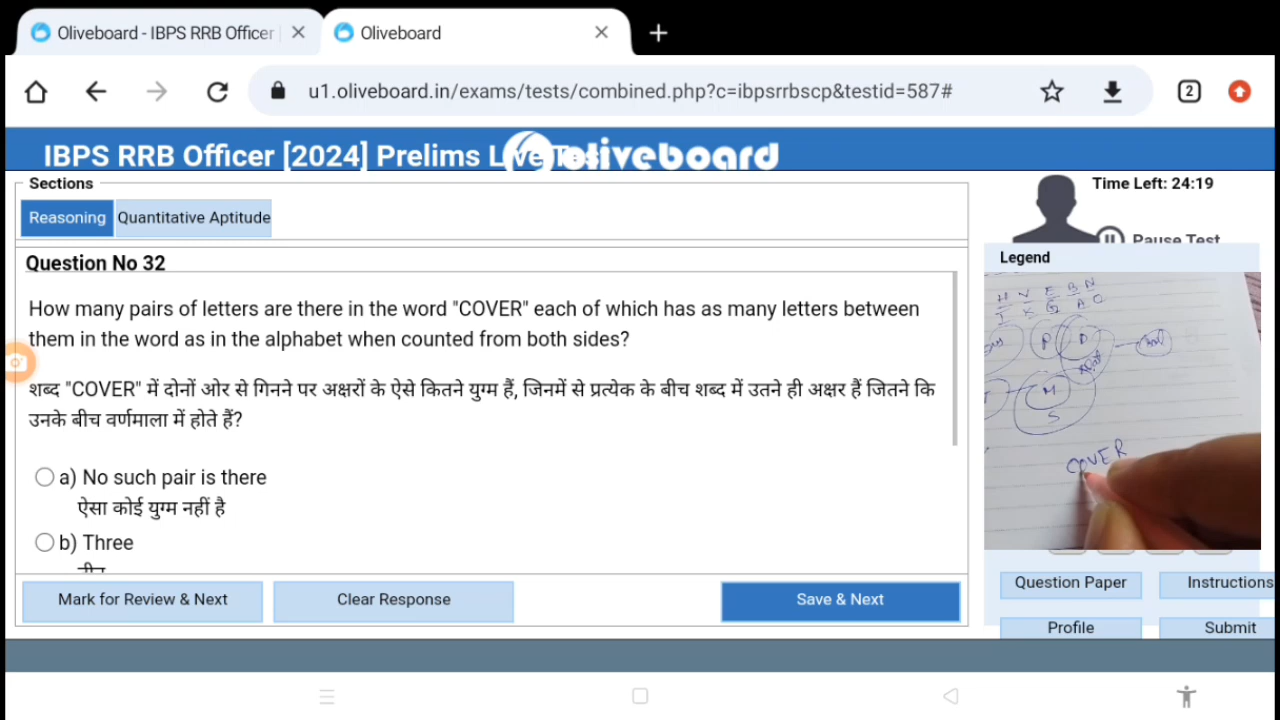 Oliveboard - IBPS RRB Officer
Oliveboard
u1.oliveboard.in/exams/tests/combined.php?c=ibpsrrbscp&testid=587#
2
IBPS RRB Officer [2024] Prelims Live Test
oliveboard
Sections
Time Left: 24:19
Reasoning
Quantitative Aptitude
Pause Test
Question No 32
Legend
How many pairs of letters are there in the word "COVER" each of which has as many letters between
them in the word as in the alphabet when counted from both sides?
शब्द "COVER" में दोनों ओर से गिनने पर अक्षरों के ऐसे कितने युग्म हैं, जिनमें से प्रत्येक के बीच शब्द में उतने ही अक्षर हैं जितने कि
उनके बीच वर्णमाला में होते हैं?
COVER
a) No such pair is there
ऐसा कोई युग्म नहीं है
b) Three
Mark for Review & Next
Clear Response
Save & Next
Question Paper
Instructions
Profile
Submit